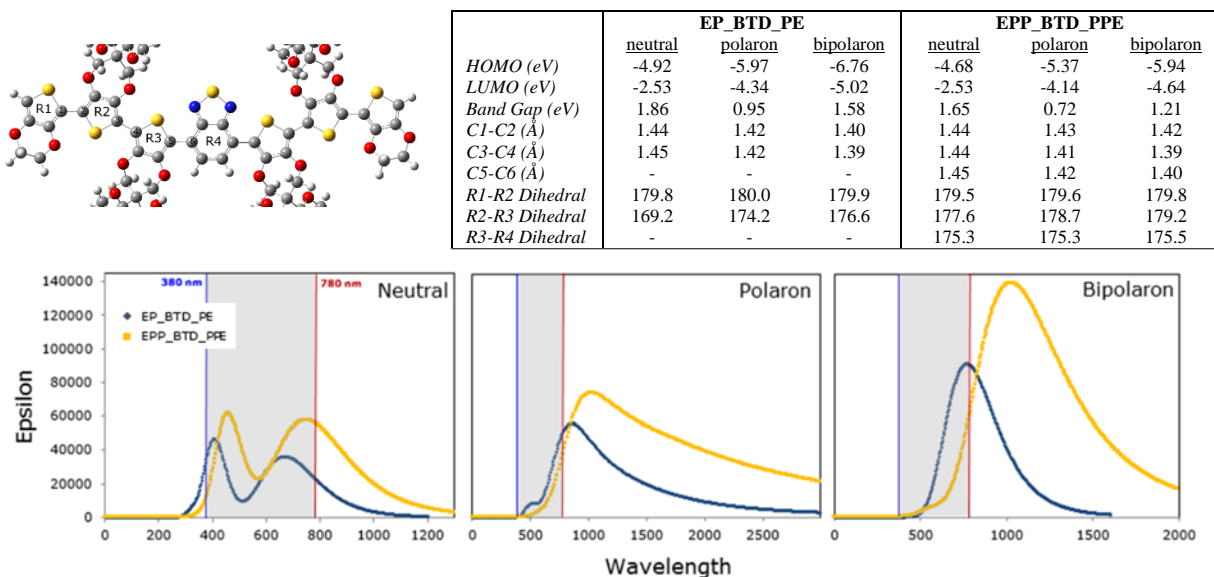 R1 R2 R3 R4
EP_BTD_PE EPP_BTD_PPE
neutral polaron bipolaron neutral polaron bipolaron
HOMO (eV) -4.92 -5.97 -6.76 -4.68 -5.37 -5.94
LUMO (eV) -2.53 -4.34 -5.02 -2.53 -4.14 -4.64
Band Gap (eV) 1.86 0.95 1.58 1.65 0.72 1.21
C1-C2 (Å) 1.44 1.42 1.40 1.44 1.43 1.42
C3-C4 (Å) 1.45 1.42 1.39 1.44 1.41 1.39
C5-C6 (Å) - - - 1.45 1.42 1.40
R1-R2 Dihedral 179.8 180.0 179.9 179.5 179.6 179.8
R2-R3 Dihedral 169.2 174.2 176.6 177.6 178.7 179.2
R3-R4 Dihedral - - - 175.3 175.3 175.5
140000
120000
100000
80000
60000
40000
20000
0
Epsilon
380 nm 780 nm Neutral
EP_BTD_PE
EPP_BTD_PPE
Polaron
Bipolaron
0 200 400 600 800 1000 1200
0 500 1000 1500 2000 2500
0 500 1000 1500 2000
Wavelength